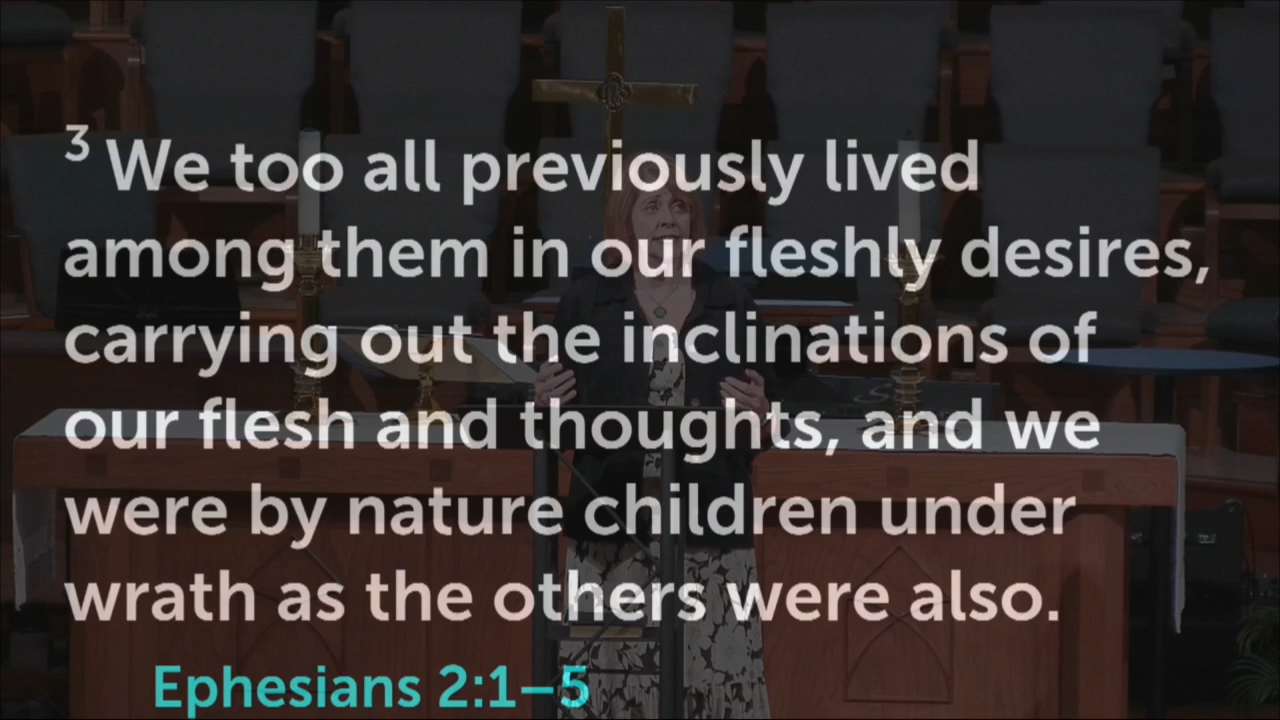 3 We too all previously lived
among them in our fleshly desires,
carrying out the inclinations of
our flesh and thoughts, and we
were by nature children under
wrath as the others were also.
Ephesians 2:1–5